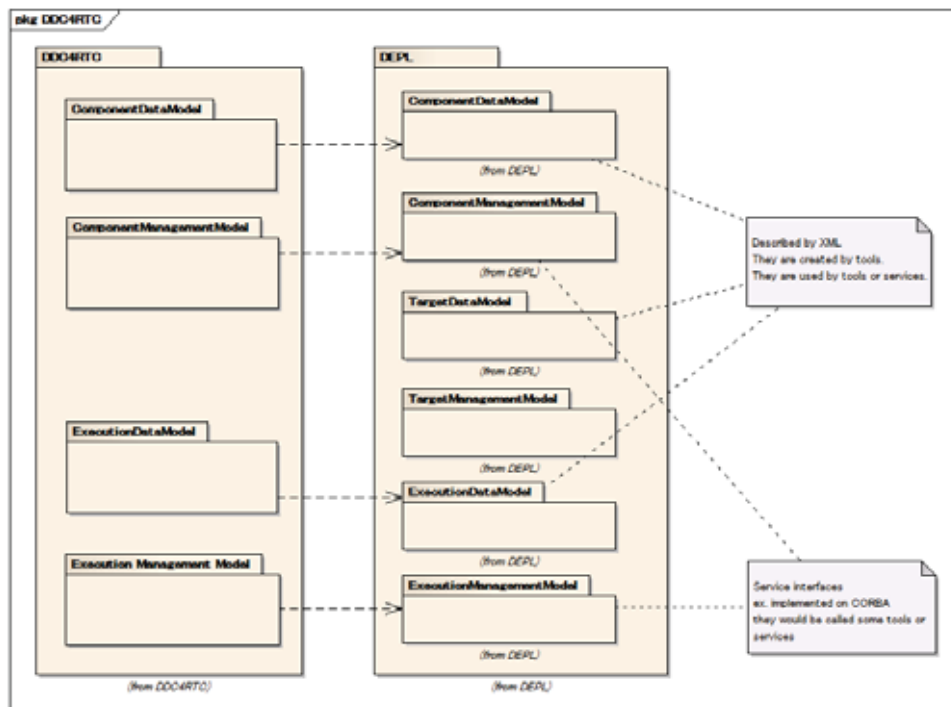 pkg DDC4RTC
DDC4RTC
ComponentDataModel
ComponentManagementModel
ExecutionDataModel
Execution Management Model
(from DDC4RTC)
DEPL
ComponentDataModel
(from DEPL)
ComponentManagementModel
(from DEPL)
TargetDataModel
(from DEPL)
TargetManagementModel
(from DEPL)
ExecutionDataModel
(from DEPL)
ExecutionManagementModel
(from DEPL)
(from DEPL)
Described by XML
They are created by tools.
They are used by tools or services.
Service interfaces
ex. implemented on CORBA
they would be called some tools or
services